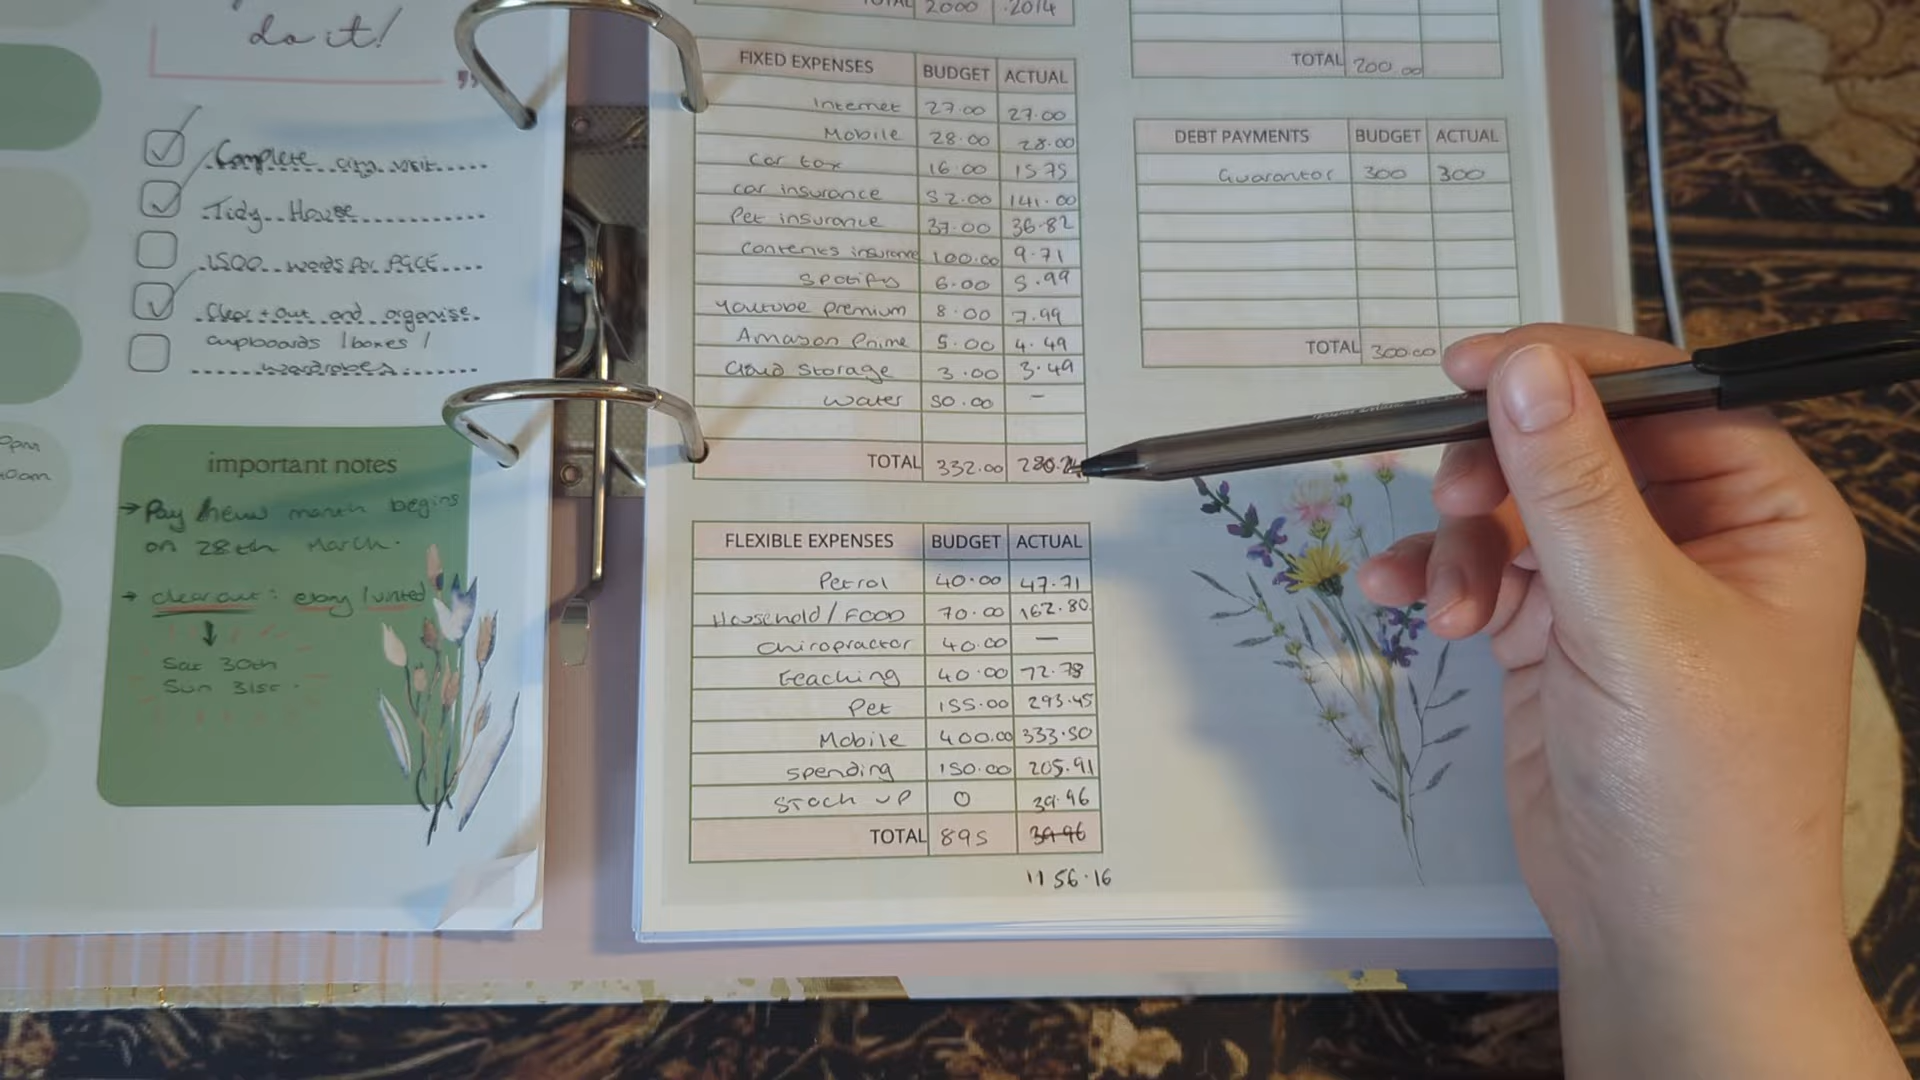 do it!
”
Complete city visit
Tidy House
1500 words for PGCE
Clear + out and organise
cupboards / boxes /
wardrobes
important notes
→ Pay / new month begins
on 28th March.
→ clear out: ebay / vinted
↓
Sat 30th
Sun 31st.
TOTAL 2000 .2014
FIXED EXPENSES BUDGET ACTUAL
Internet 27.00 27.00
Mobile 28.00 28.00
car tax 16.00 15.75
car insurance 52.00 141.00
Pet insurance 37.00 36.82
contents insurance 100.00 9.71
Spotify 6.00 5.99
Youtube premium 8.00 7.99
Amazon Prime 5.00 4.49
Cloud Storage 3.00 3.49
Water 50.00 -
TOTAL 332.00 280.24
FLEXIBLE EXPENSES BUDGET ACTUAL
Petrol 40.00 47.71
Household / FOOD 70.00 162.80
Chiropractor 40.00 -
Teaching 40.00 72.78
Pet 155.00 293.45
Mobile 400.00 333.50
Spending 150.00 205.91
STOCK UP 0 39.96
TOTAL 895 39.96
1156.16
TOTAL 200.00
DEBT PAYMENTS BUDGET ACTUAL
Guarantor 300 300
TOTAL 300.00